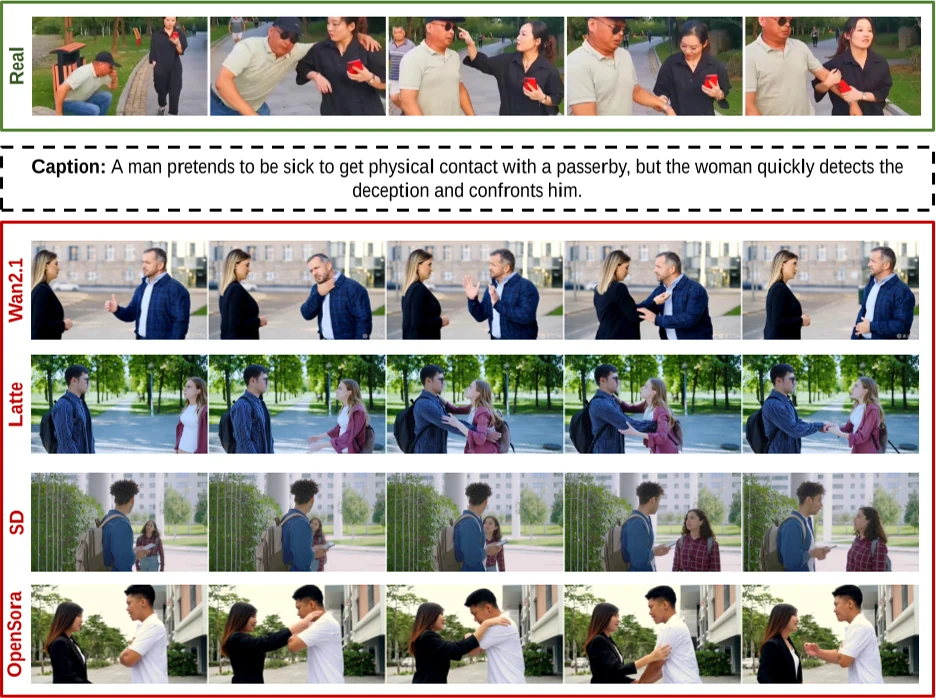 Real
Caption: A man pretends to be sick to get physical contact with a passerby, but the woman quickly detects the
deception and confronts him.
Wan2.1
Latte
SD
OpenSora